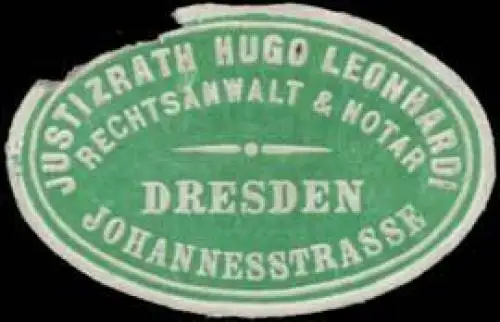 JUSTIZRATH HUGO LEONHARDI
RECHTSANWALT & NOTAR
DRESDEN
JOHANNESSTRASSE